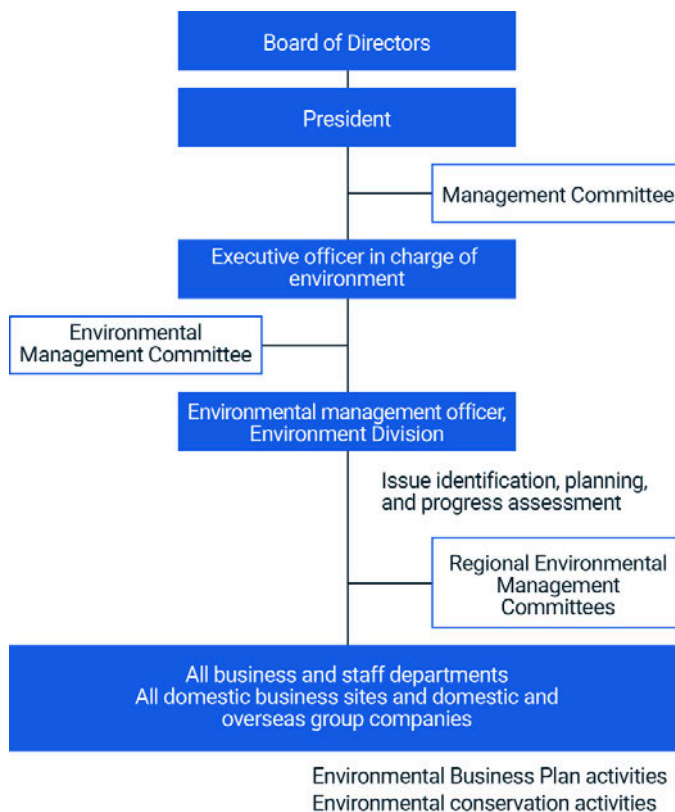 Board of Directors
President
Management Committee
Executive officer in charge of
environment
Environmental
Management Committee
Environmental management officer,
Environment Division
Issue identification, planning,
and progress assessment
Regional Environmental
Management
Committees
All business and staff departments
All domestic business sites and domestic and
overseas group companies
Environmental Business Plan activities
Environmental conservation activities